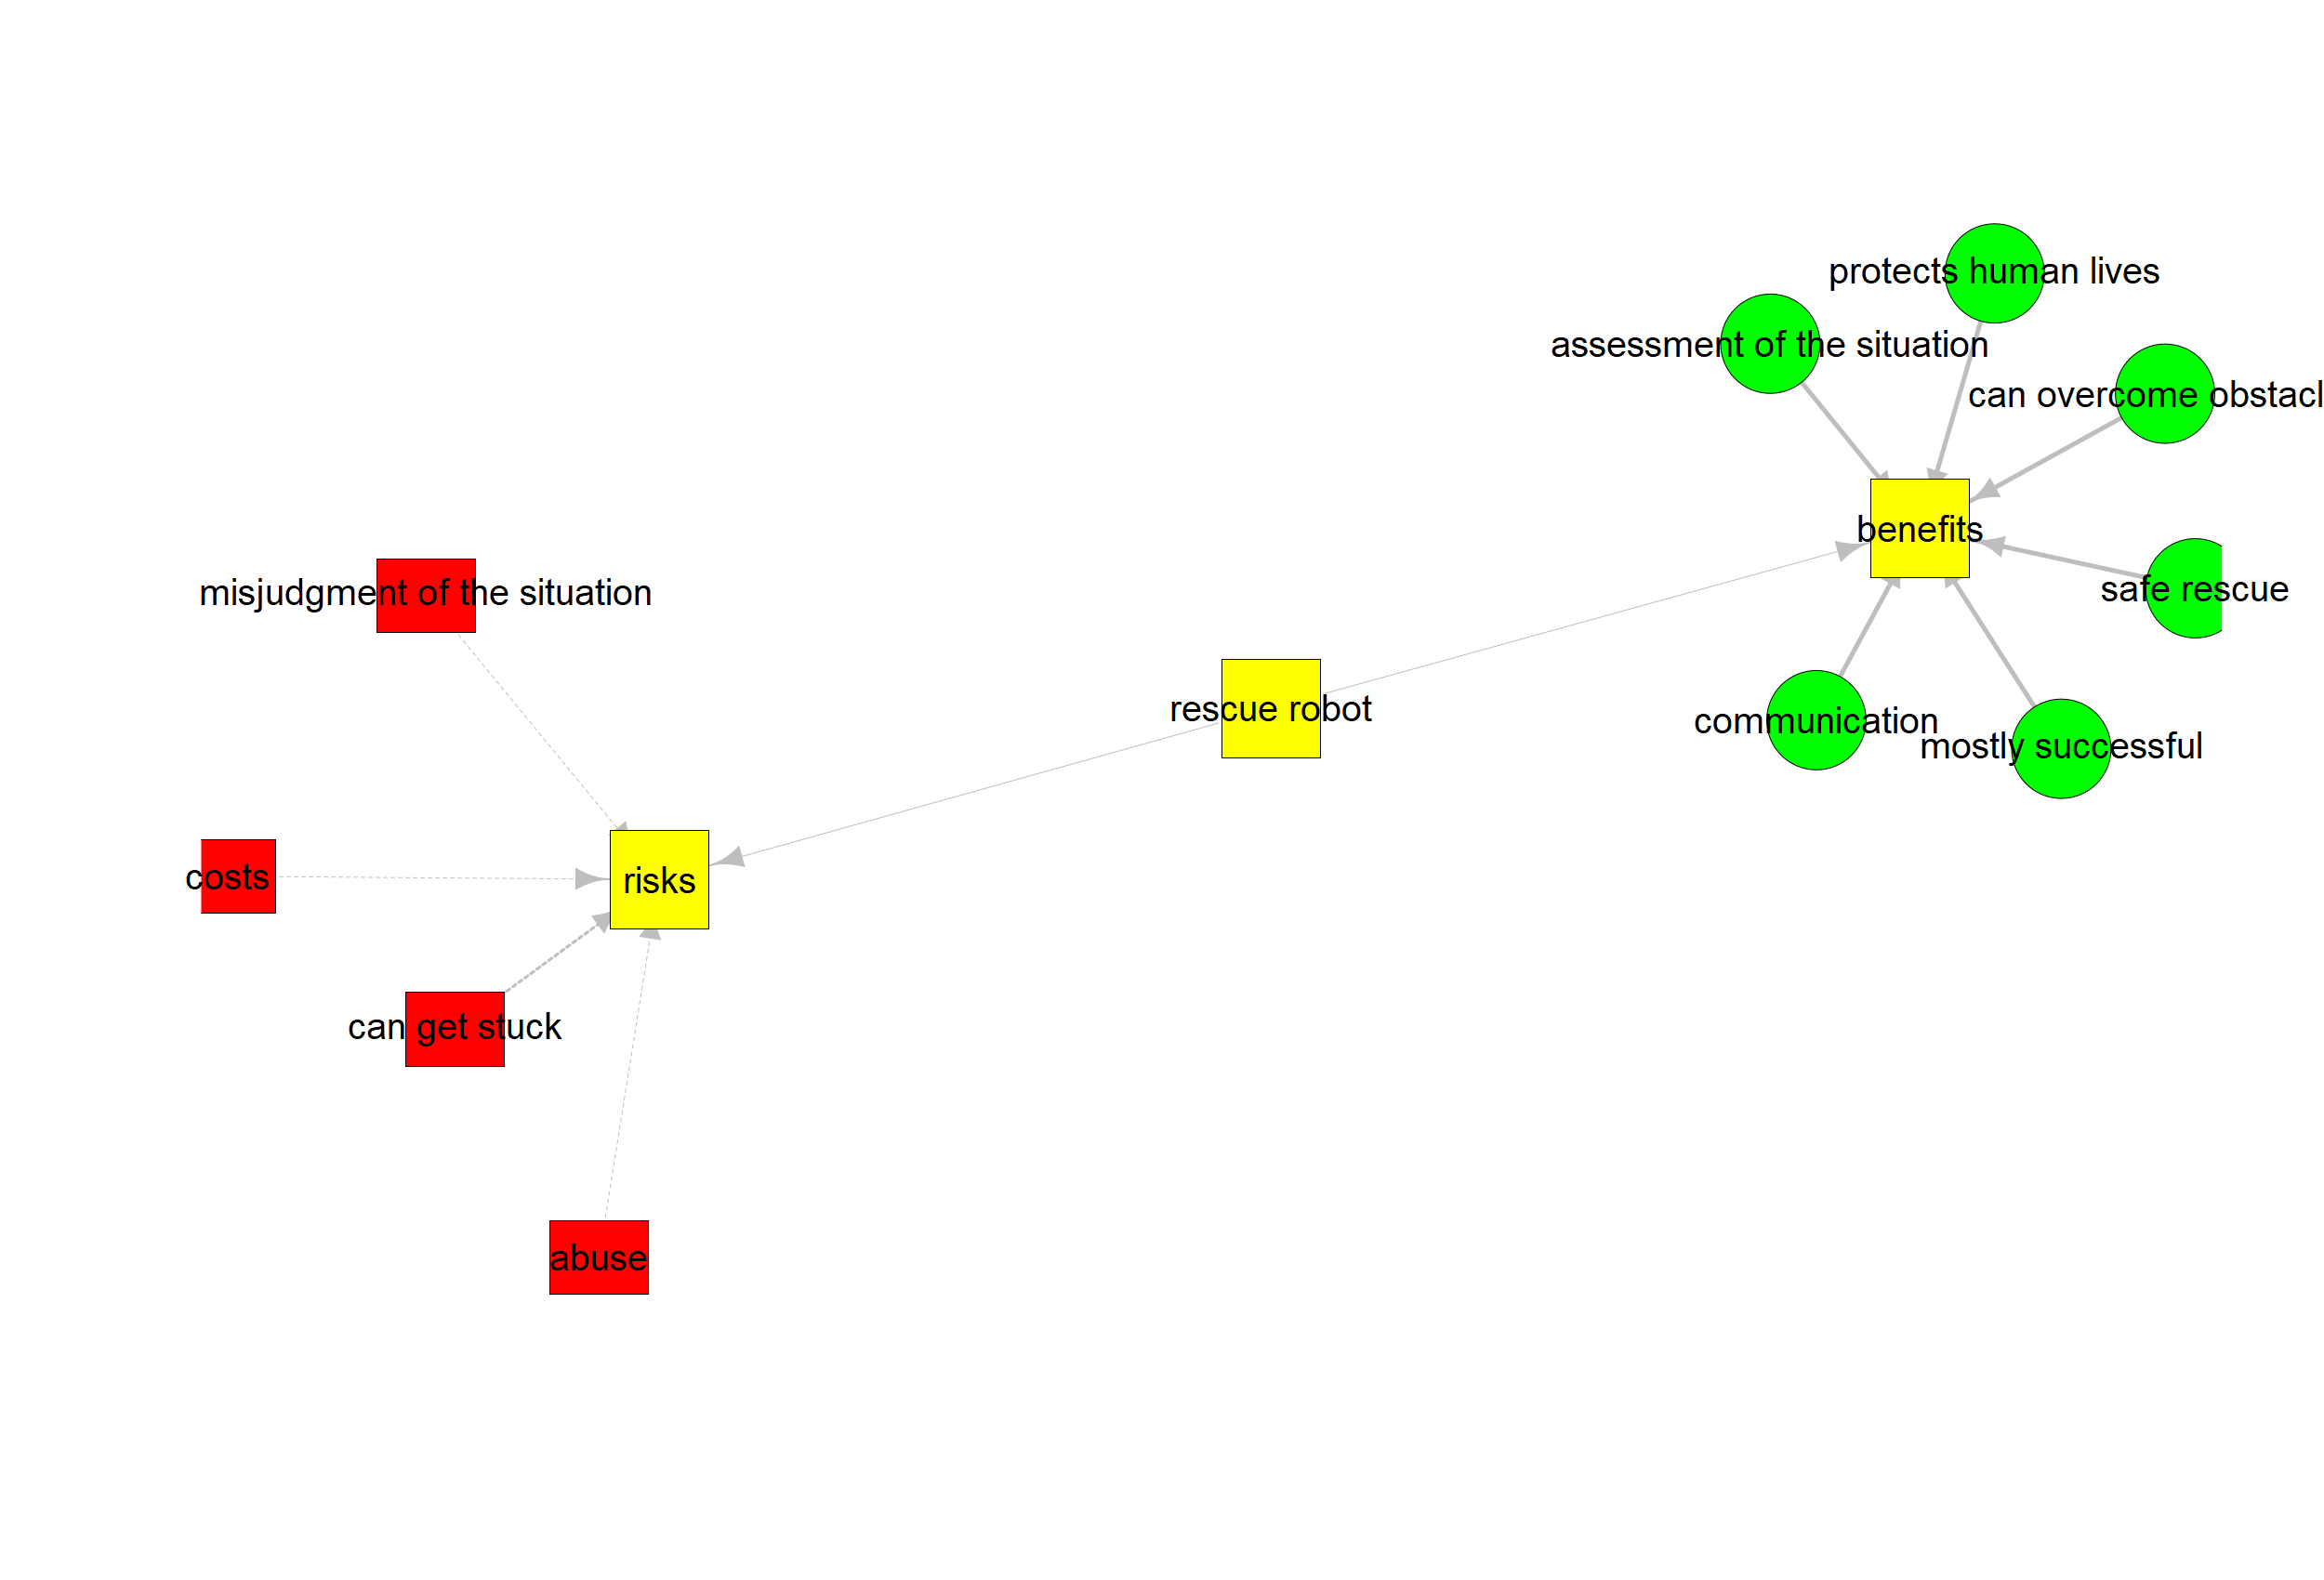 protects human lives
assessment of the situation
can overcome obstacl
benefits
safe rescue
misjudgment of the situation
rescue robot
communication
mostly successful
costs
risks
can get stuck
abuse